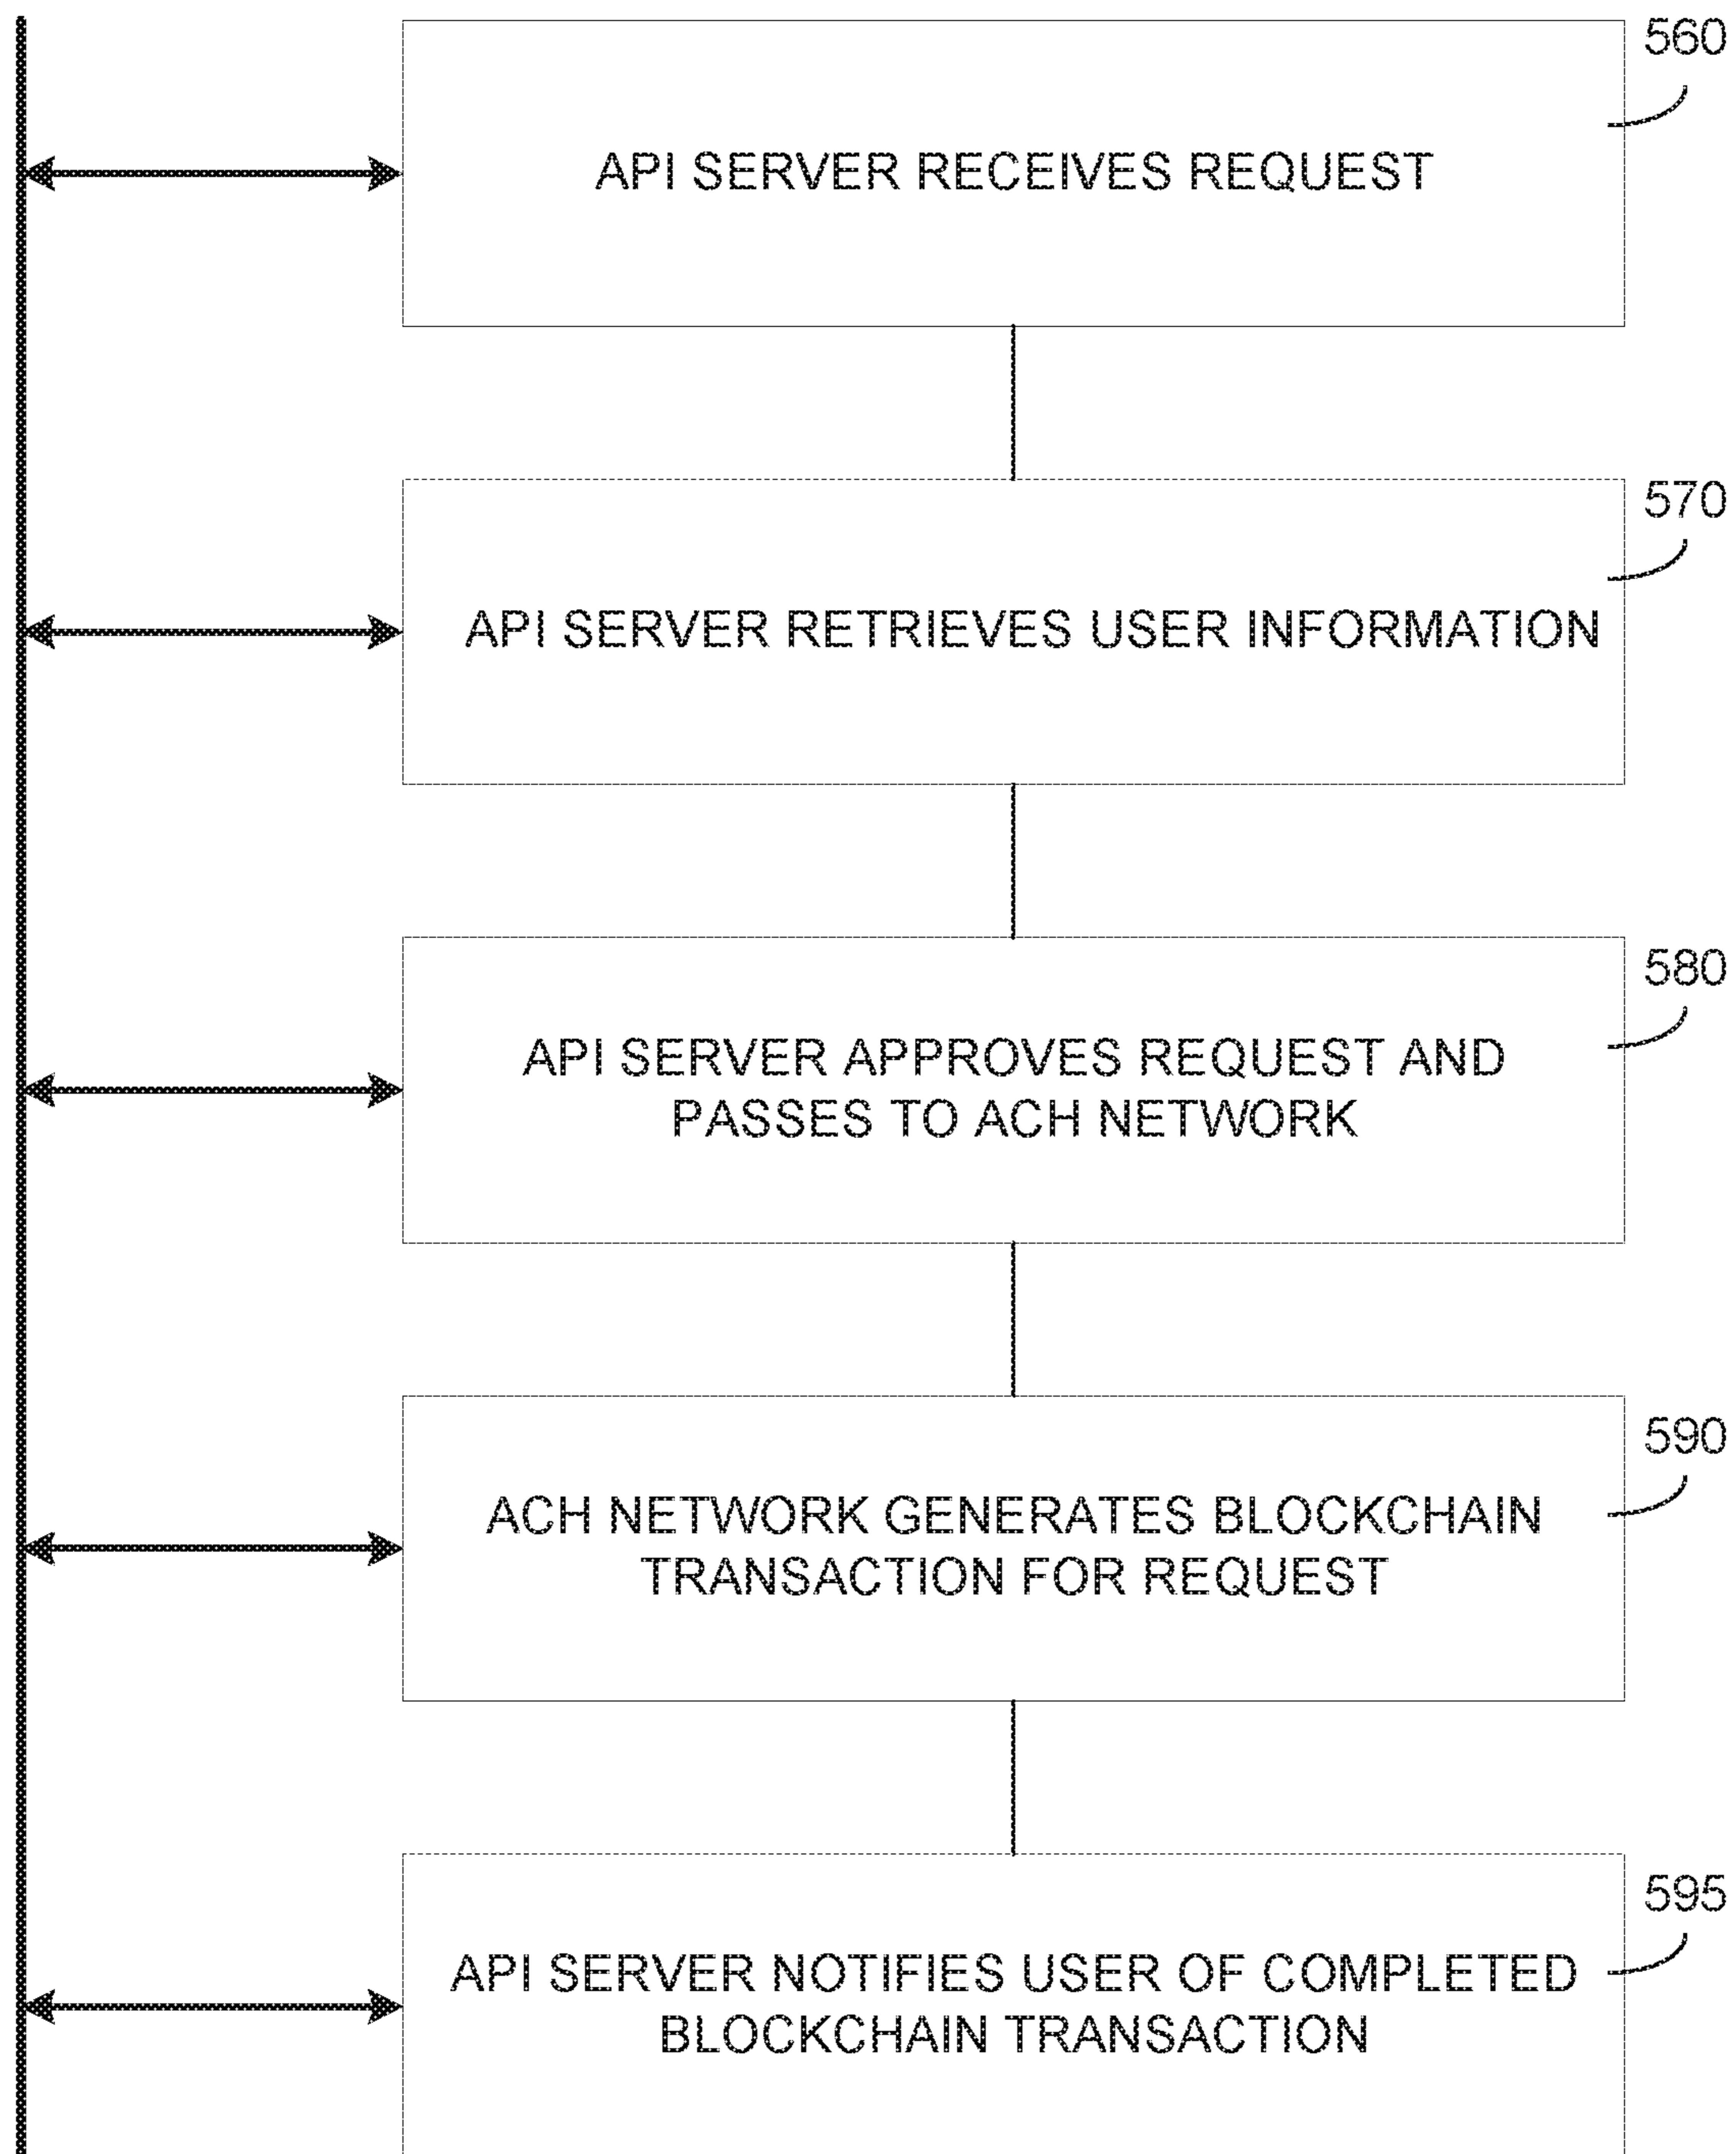 560
API SERVER RECEIVES REQUEST
570
API SERVER RETRIEVES USER INFORMATION
580
API SERVER APPROVES REQUEST AND
PASSES TO ACH NETWORK
590
ACH NETWORK GENERATES BLOCKCHAIN
TRANSACTION FOR REQUEST
595
API SERVER NOTIFIES USER OF COMPLETED
BLOCKCHAIN TRANSACTION